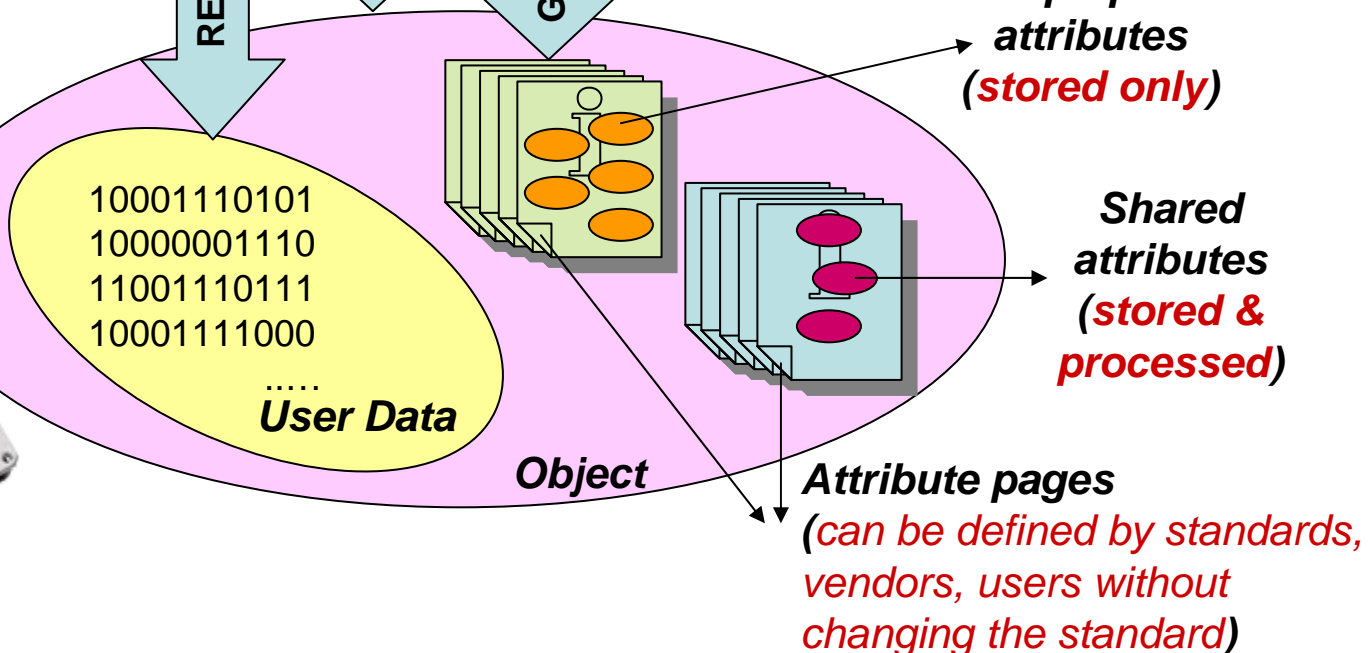 attributes
(stored only)
10001110101
10000001110
11001110111
10001111000
.....
User Data
Object
Shared
attributes
(stored &
processed)
Attribute pages
(can be defined by standards,
vendors, users without
changing the standard)
RE
G
i
i